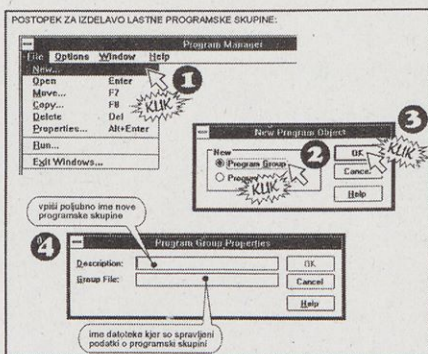 POSTOPEK ZA IZDELAVO LASTNE PROGRAMSKE SKUPINE:
Program Manager
File Options Window Help
New...
Open Enter
Move... F7
Copy... F8
Delete Del
Properties... Alt+Enter
Run...
Exit Windows...
1
KLIK
3
New Program Object
New
Program Group
Program
OK
Cancel
Help
2
KLIK
KLIK
vpiši poljubno ime nove
programske skupine
4
Program Group Properties
Description:
Group File:
OK
Cancel
Help
ime datoteke kjer so spravljeni
podatki o programski skupini